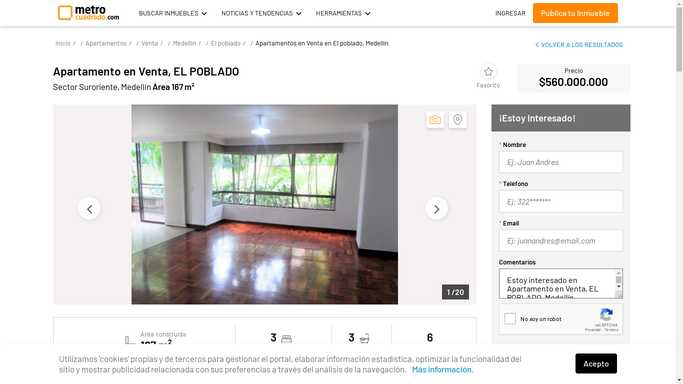 metro
cuadrado.com
BUSCAR INMUEBLES
NOTICIAS Y TENDENCIAS
HERRAMIENTAS
INGRESAR
Publica tu inmueble
Inicio / / Apartamentos / / Venta / / Medellín / / El poblado / / Apartamentos en Venta en El poblado, Medellín
VOLVER A LOS RESULTADOS
Apartamento en Venta, EL POBLADO
Sector Suroriente, Medellín Área 167 m²
Favorito
Precio
$560.000.000
1 / 20
¡Estoy Interesado!
* Nombre
Ej: Juan Andres
* Teléfono
Ej: 322*******
* Email
Ej: juanandres@email.com
Comentarios
Estoy interesado en
Apartamento en Venta, EL
POBLADO, Medellín
No soy un robot
reCAPTCHA
Privacidad - Términos
Área construida
167 m²
3
3
6
Utilizamos 'cookies' propias y de terceros para gestionar el portal, elaborar información estadística, optimizar la funcionalidad del
sitio y mostrar publicidad relacionada con sus preferencias a través del análisis de la navegación. Más información.
Acepto